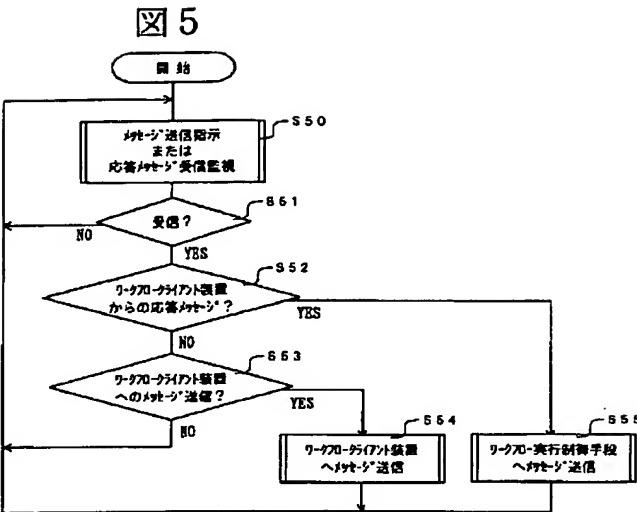 図5
開始
メッセージ送信指示
または
応答メッセージ受信監視
S50
受信?
S51
NO
YES
ワークフロークライアント装置
からの応答メッセージ?
S52
YES
NO
ワークフロークライアント装置
へのメッセージ送信?
S53
YES
NO
ワークフロークライアント装置
へメッセージ送信
S54
ワークフロー実行制御手段
へメッセージ送信
S55